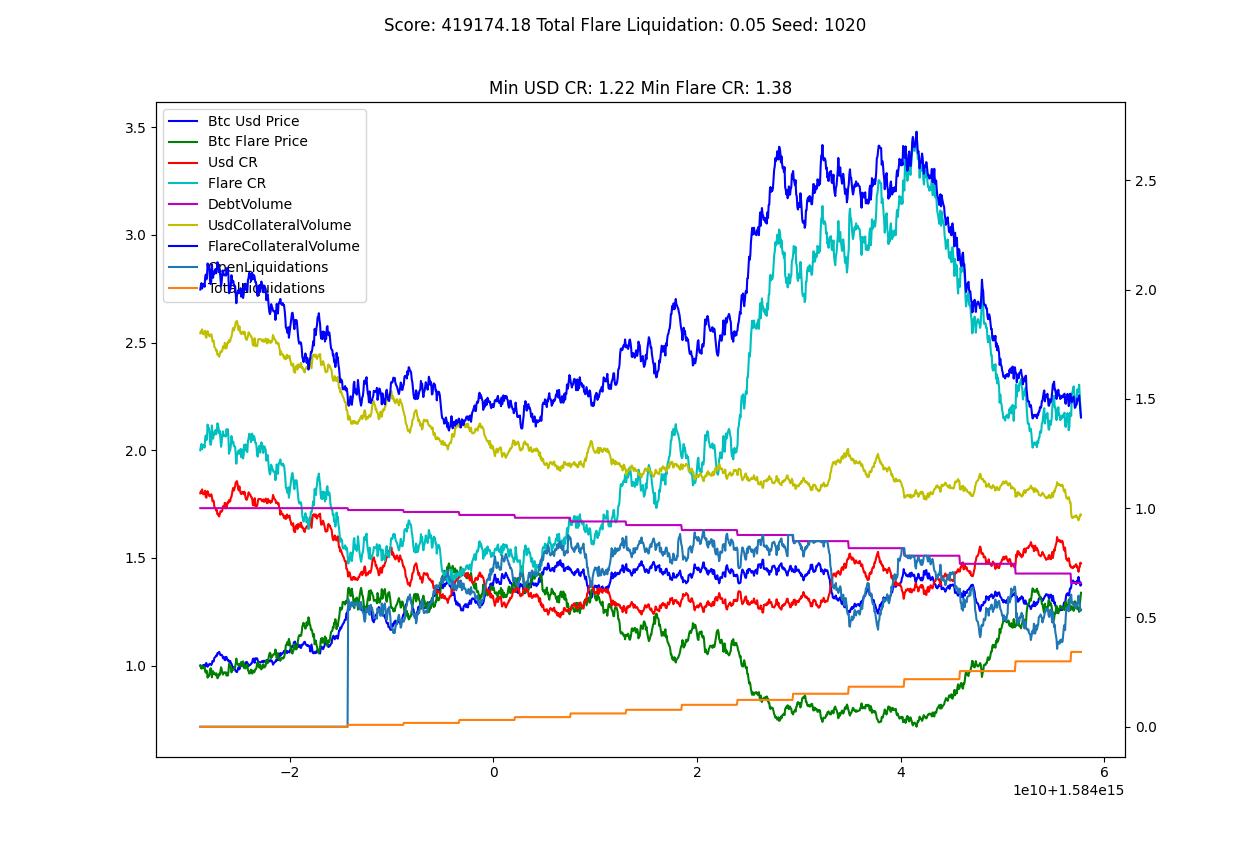 Score: 419174.18 Total Flare Liquidation: 0.05 Seed: 1020
Min USD CR: 1.22 Min Flare CR: 1.38
Btc Usd Price
Btc Flare Price
Usd CR
Flare CR
DebtVolume
UsdCollateralVolume
FlareCollateralVolume
OpenLiquidations
TotalLiquidations
3.5
3.0
2.5
2.0
1.5
1.0
2.5
2.0
1.5
1.0
0.5
0.0
−2
0
2
4
6
1e10+1.584e15